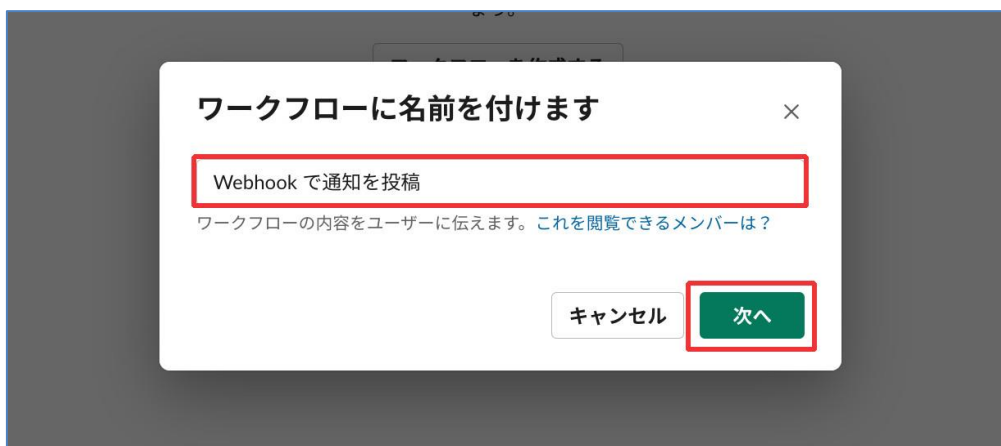 ワークフローに名前を付けます
Webhook で通知を投稿
ワークフローの内容をユーザーに伝えます。これを閲覧できるメンバーは？
キャンセル
次へ